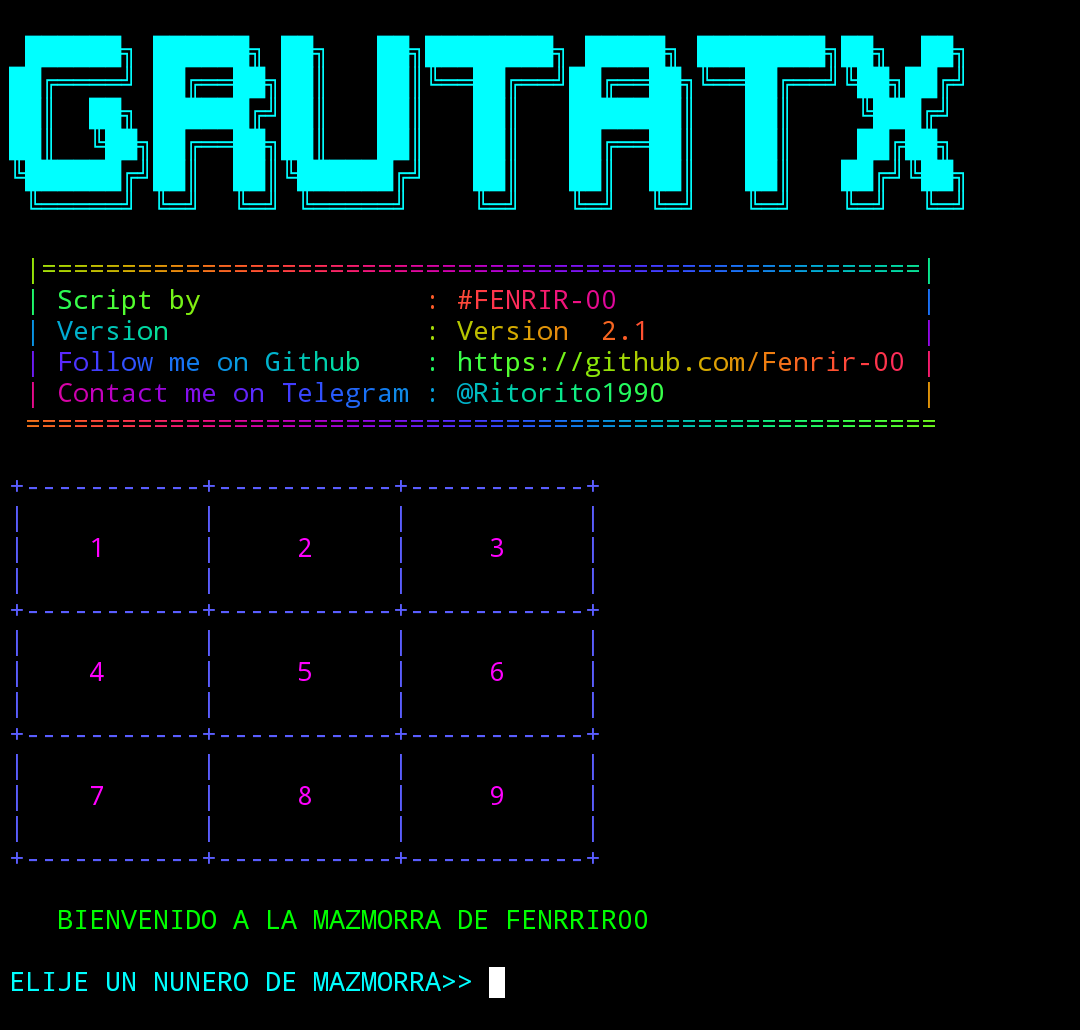 GRUTATX
|=======================================================|
| Script by : #FENRIR-00 |
| Version : Version 2.1 |
| Follow me on Github : https://github.com/Fenrir-00 |
| Contact me on Telegram : @Ritorito1990 |
=========================================================
1 2 3
4 5 6
7 8 9
BIENVENIDO A LA MAZMORRA DE FENRRIR00
ELIJE UN NUNERO DE MAZMORRA>>